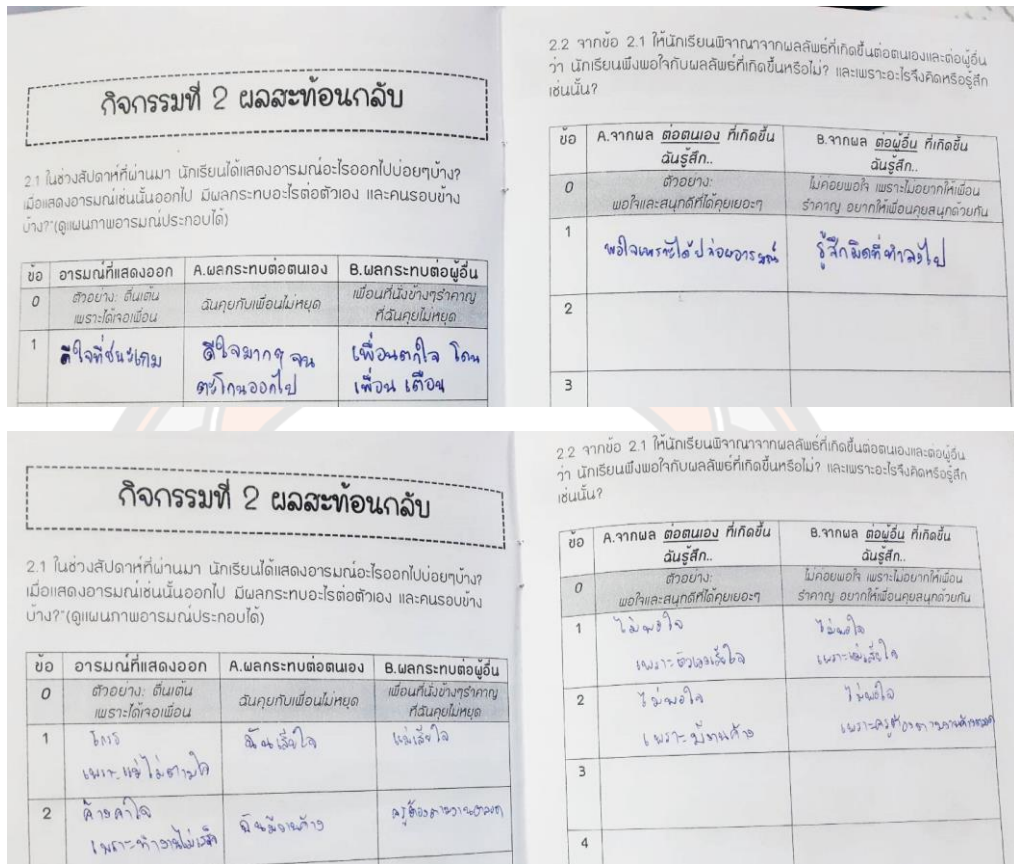 กิจกรรมที่ 2 ผลสะท้อนกลับ
2.1 ในช่วงสัปดาห์ที่ผ่านมา นักเรียนได้แสดงอารมณ์อะไรออกไปบ่อยๆบ้าง?
เมื่อแสดงอารมณ์เช่นนั้นออกไป มีผลกระทบอะไรต่อตัวเอง และคนรอบข้าง
บ้าง?"(ดูแผนภาพอารมณ์ประกอบได้)
ข้อ อารมณ์ที่แสดงออก A.ผลกระทบต่อตนเอง B.ผลกระทบต่อผู้อื่น
0 ตัวอย่าง: ตื่นเต้น ฉันคุยกับเพื่อนไม่หยุด เพื่อนที่นั่งข้างๆรำคาญ
เพราะได้เจอเพื่อน ที่ฉันคุยไม่หยุด
1 ดีใจที่ชนะเกม ดีใจมากๆ จน เพื่อนตกใจ โดน
ตะโกนออกไป เพื่อน เตือน
2.2 จากข้อ 2.1 ให้นักเรียนพิจารณาจากผลลัพธ์ที่เกิดขึ้นต่อตนเองและต่อผู้อื่น
ว่า นักเรียนพึงพอใจกับผลลัพธ์ที่เกิดขึ้นหรือไม่? และเพราะอะไรจึงคิดหรือรู้สึก
เช่นนั้น?
ข้อ A.จากผล ต่อตนเอง ที่เกิดขึ้น B.จากผล ต่อผู้อื่น ที่เกิดขึ้น
ฉันรู้สึก.. ฉันรู้สึก..
0 ตัวอย่าง: ไม่ค่อยพอใจ เพราะไม่อยากให้เพื่อน
พอใจและสนุกดีที่ได้คุยเยอะๆ รำคาญ อยากให้เพื่อนคุยสนุกด้วยกัน
1 พอใจเพราะได้ปล่อยอารมณ์ รู้สึกผิดที่ทำลงไป
2
3
กิจกรรมที่ 2 ผลสะท้อนกลับ
2.1 ในช่วงสัปดาห์ที่ผ่านมา นักเรียนได้แสดงอารมณ์อะไรออกไปบ่อยๆบ้าง?
เมื่อแสดงอารมณ์เช่นนั้นออกไป มีผลกระทบอะไรต่อตัวเอง และคนรอบข้าง
บ้าง?"(ดูแผนภาพอารมณ์ประกอบได้)
ข้อ อารมณ์ที่แสดงออก A.ผลกระทบต่อตนเอง B.ผลกระทบต่อผู้อื่น
0 ตัวอย่าง: ตื่นเต้น ฉันคุยกับเพื่อนไม่หยุด เพื่อนที่นั่งข้างๆรำคาญ
เพราะได้เจอเพื่อน ที่ฉันคุยไม่หยุด
1 โกรธ ฉันเสียใจ แม่เสียใจ
เพราะแม่ไม่ตามใจ
2 ค้างคาใจ ฉันมีงานค้าง ครูต้องตามงานตลอด
เพราะทำงานไม่เสร็จ
2.2 จากข้อ 2.1 ให้นักเรียนพิจารณาจากผลลัพธ์ที่เกิดขึ้นต่อตนเองและต่อผู้อื่น
ว่า นักเรียนพึงพอใจกับผลลัพธ์ที่เกิดขึ้นหรือไม่? และเพราะอะไรจึงคิดหรือรู้สึก
เช่นนั้น?
ข้อ A.จากผล ต่อตนเอง ที่เกิดขึ้น B.จากผล ต่อผู้อื่น ที่เกิดขึ้น
ฉันรู้สึก.. ฉันรู้สึก..
0 ตัวอย่าง: ไม่ค่อยพอใจ เพราะไม่อยากให้เพื่อน
พอใจและสนุกดีที่ได้คุยเยอะๆ รำคาญ อยากให้เพื่อนคุยสนุกด้วยกัน
1 ไม่พอใจ ไม่พอใจ
เพราะตัวเองเสียใจ เพราะแม่เสียใจ
2 ไม่พอใจ ไม่พอใจ
เพราะมีงานค้าง เพราะครูต้องตามงาน
3
4